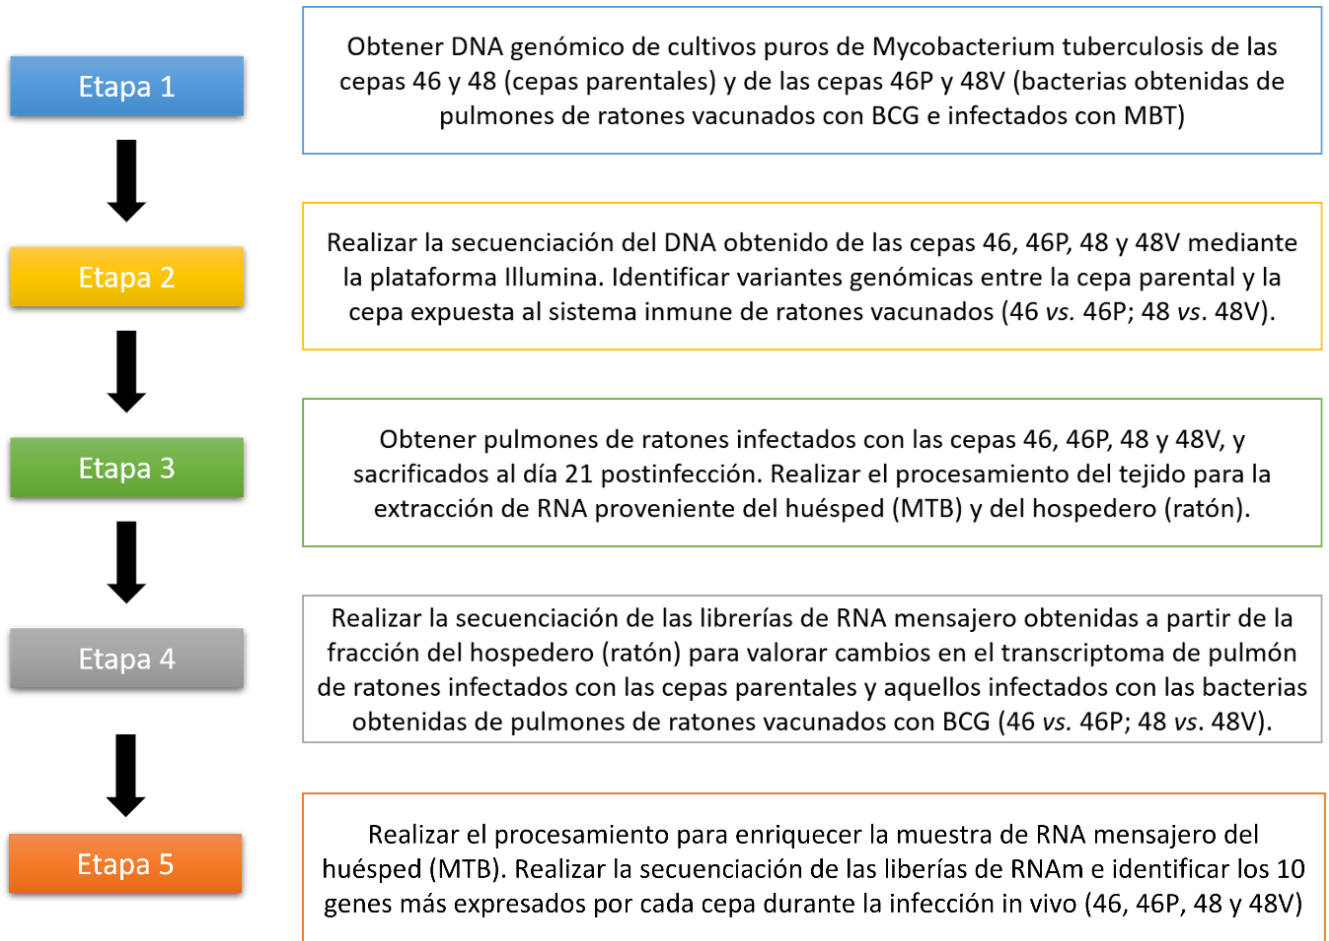 Etapa 1
Obtener DNA genómico de cultivos puros de Mycobacterium tuberculosis de las
cepas 46 y 48 (cepas parentales) y de las cepas 46P y 48V (bacterias obtenidas de
pulmones de ratones vacunados con BCG e infectados con MBT)
Etapa 2
Realizar la secuenciación del DNA obtenido de las cepas 46, 46P, 48 y 48V mediante
la plataforma Illumina. Identificar variantes genómicas entre la cepa parental y la
cepa expuesta al sistema inmune de ratones vacunados (46 vs. 46P; 48 vs. 48V).
Etapa 3
Obtener pulmones de ratones infectados con las cepas 46, 46P, 48 y 48V, y
sacrificados al día 21 postinfección. Realizar el procesamiento del tejido para la
extracción de RNA proveniente del huésped (MTB) y del hospedero (ratón).
Etapa 4
Realizar la secuenciación de las librerías de RNA mensajero obtenidas a partir de la
fracción del hospedero (ratón) para valorar cambios en el transcriptoma de pulmón
de ratones infectados con las cepas parentales y aquellos infectados con las bacterias
obtenidas de pulmones de ratones vacunados con BCG (46 vs. 46P; 48 vs. 48V).
Etapa 5
Realizar el procesamiento para enriquecer la muestra de RNA mensajero del
huésped (MTB). Realizar la secuenciación de las liberías de RNAm e identificar los 10
genes más expresados por cada cepa durante la infección in vivo (46, 46P, 48 y 48V)